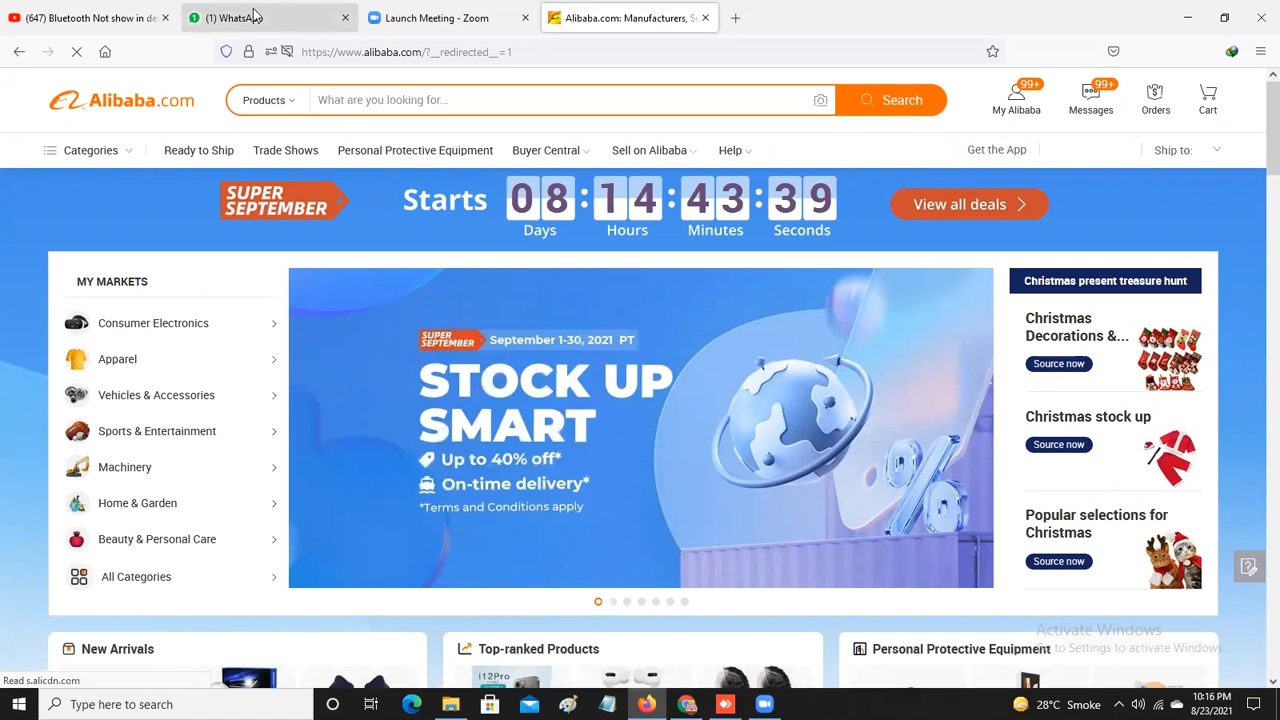 (647) Bluetooth Not show in de
(1) WhatsApp
Launch Meeting - Zoom
Alibaba.com: Manufacturers, Su
https://www.alibaba.com/?__redirected__=1
Alibaba.com
Products
What are you looking for...
Search
99+
My Alibaba
99+
Messages
Orders
Cart
Categories
Ready to Ship
Trade Shows
Personal Protective Equipment
Buyer Central
Sell on Alibaba
Help
Get the App
Ship to:
SUPER
SEPTEMBER
Starts
08 : 14 : 43 : 39
Days
Hours
Minutes
Seconds
View all deals
MY MARKETS
Consumer Electronics
Apparel
Vehicles & Accessories
Sports & Entertainment
Machinery
Home & Garden
Beauty & Personal Care
All Categories
SUPER
SEPTEMBER
September 1-30, 2021 PT
STOCK UP
SMART
Up to 40% off*
On-time delivery*
*Terms and Conditions apply
Christmas present treasure hunt
Christmas
Decorations &...
Source now
Christmas stock up
Source now
Popular selections for
Christmas
Source now
New Arrivals
Top-ranked Products
i12Pro
Personal Protective Equipment
Activate Windows
Go to Settings to activate Windows.
Read s.alicdn.com
Type here to search
28°C Smoke
10:16 PM
8/23/2021